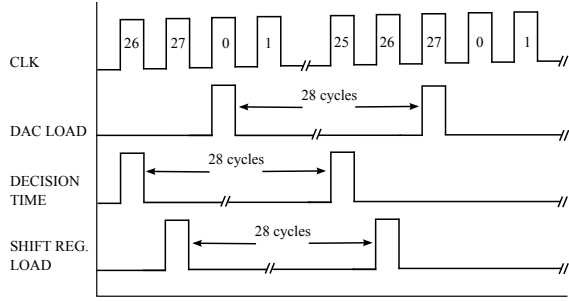 CLK 26 27 0 1 25 26 27 0 1
28 cycles
DAC LOAD
28 cycles
DECISION
TIME
28 cycles
SHIFT REG.
LOAD